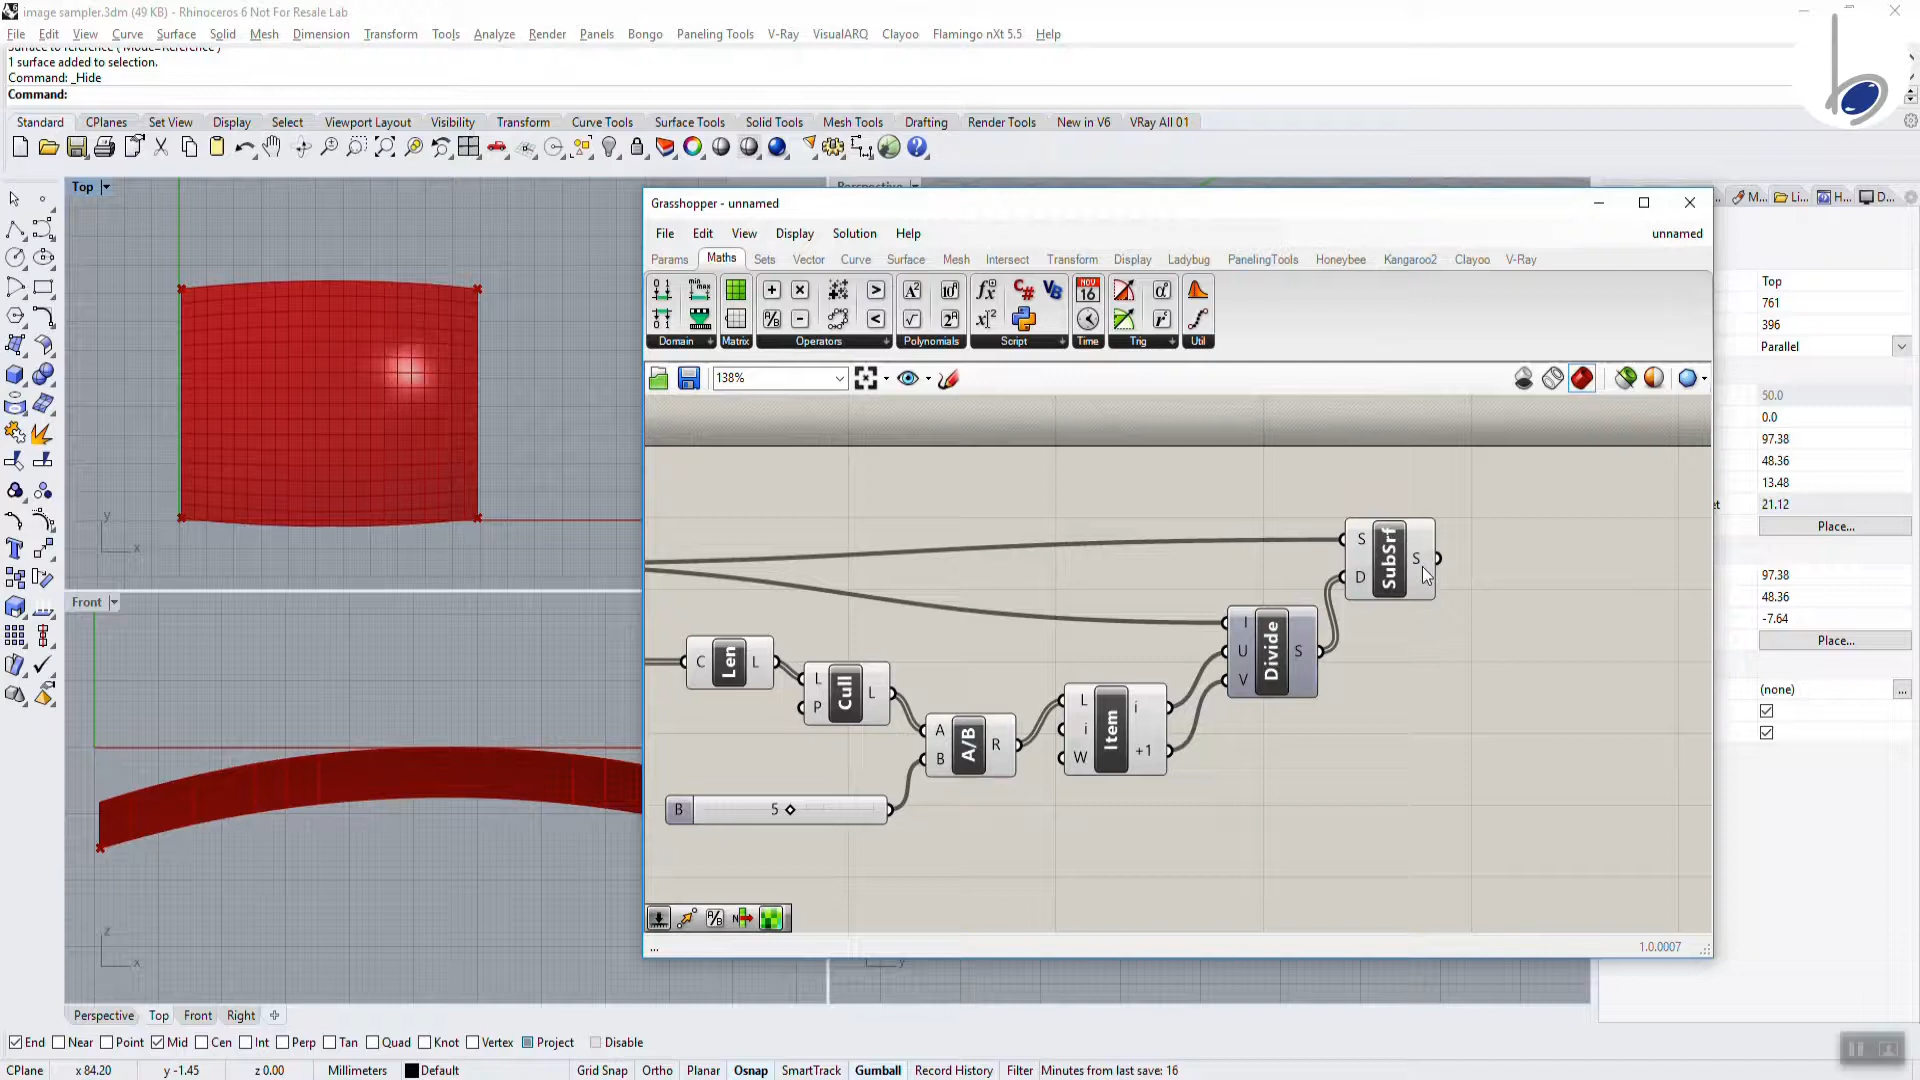 image sampler.3dm (49 KB) - Rhinoceros 6 Not For Resale Lab
File Edit View Curve Surface Solid Mesh Dimension Transform Tools Analyze Render Panels Bongo Paneling Tools V-Ray VisualARQ Clayoo Flamingo nXt 5.5 Help
Surface to reference ( Mode=Reference )
1 surface added to selection.
Command: _Hide
Command:
Standard CPlanes Set View Display Select Viewport Layout Visibility Transform Curve Tools Surface Tools Solid Tools Mesh Tools Drafting Render Tools New in V6 VRay All 01
Top
Perspective
M... Li... H... D...
Grasshopper - unnamed
File Edit View Display Solution Help unnamed
Params Maths Sets Vector Curve Surface Mesh Intersect Transform Display Ladybug PanelingTools Honeybee Kangaroo2 Clayoo V-Ray
Domain Matrix Operators Polynomials Script Time Trig Util
138%
Top
761
396
Parallel
50.0
0.0
97.38
48.36
13.48
21.12
Place...
97.38
48.36
-7.64
Place...
(none)
S D SubSrf S
I U V Divide S
C Len L
L P Cull L
A B A/B R
L i W Item i +1
B 5
y x
Front
z x
...
1.0.0007
Perspective Top Front Right
End Near Point Mid Cen Int Perp Tan Quad Knot Vertex Project Disable
CPlane x 84.20 y -1.45 z 0.00 Millimeters Default Grid Snap Ortho Planar Osnap SmartTrack Gumball Record History Filter Minutes from last save: 16